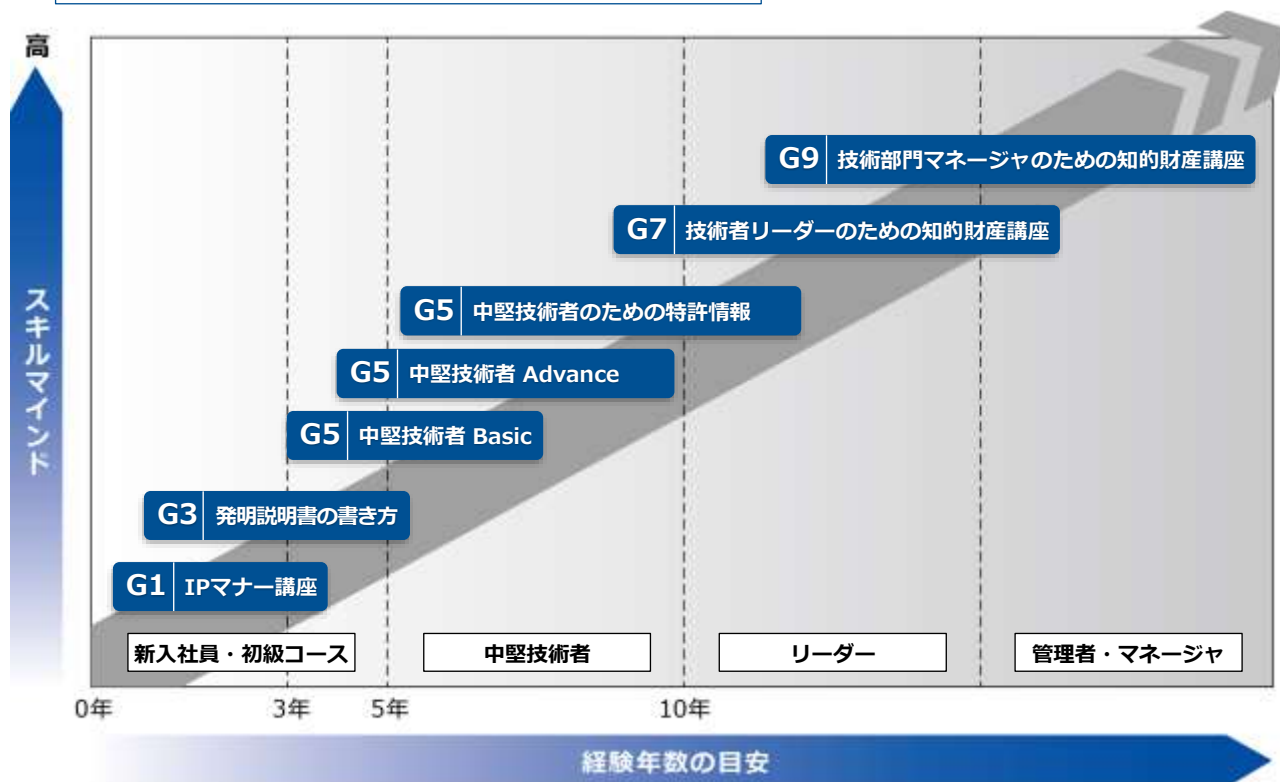 高
スキルマインド
G9 技術部門マネージャのための知的財産講座
G7 技術者リーダーのための知的財産講座
G5 中堅技術者のための特許情報
G5 中堅技術者 Advance
G5 中堅技術者 Basic
G3 発明説明書の書き方
G1 IPマナー講座
新入社員・初級コース 中堅技術者 リーダー 管理者・マネージャ
0年 3年 5年 10年
経験年数の目安